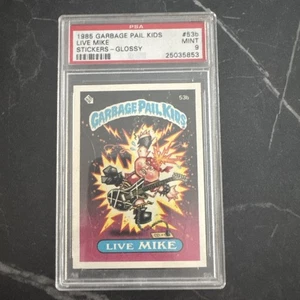 PSA
1985 GARBAGE PAIL KIDS #53b
LIVE MIKE MINT
STICKERS - GLOSSY 9
25035853
53b
GARBAGE PAIL KIDS
LIVE MIKE